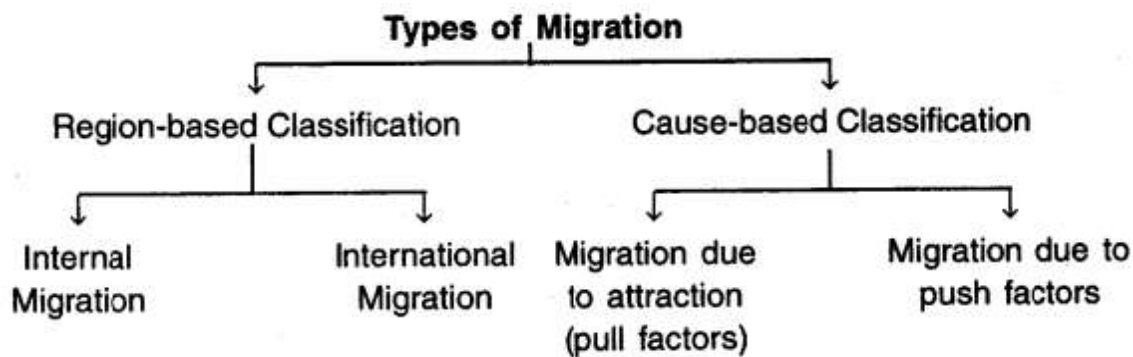 Types of Migration
Region-based Classification
Cause-based Classification
Internal
Migration
International
Migration
Migration due
to attraction
(pull factors)
Migration due to
push factors